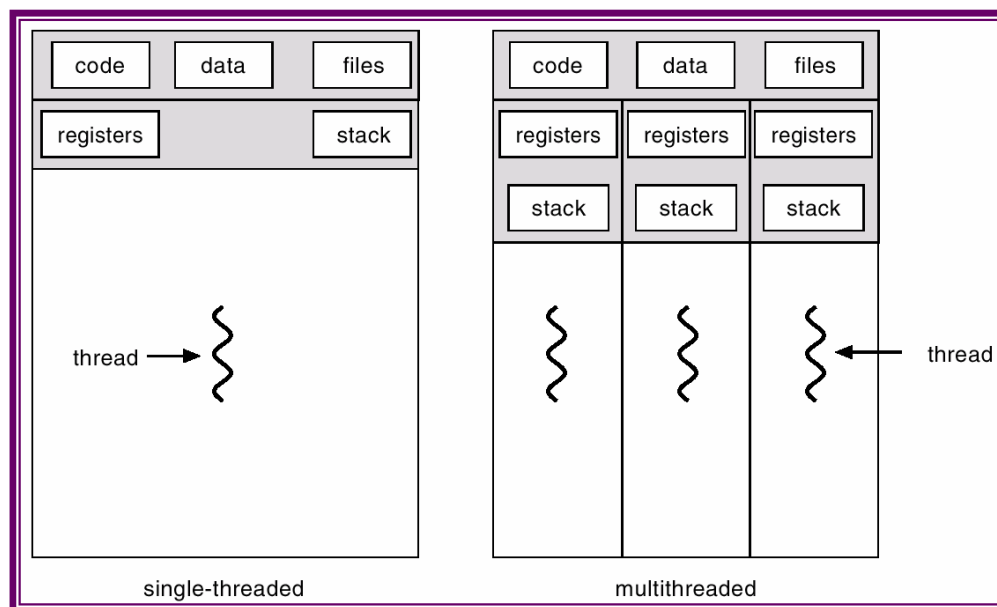 code data files
registers stack
thread
single-threaded
code data files
registers registers registers
stack stack stack
thread
multithreaded